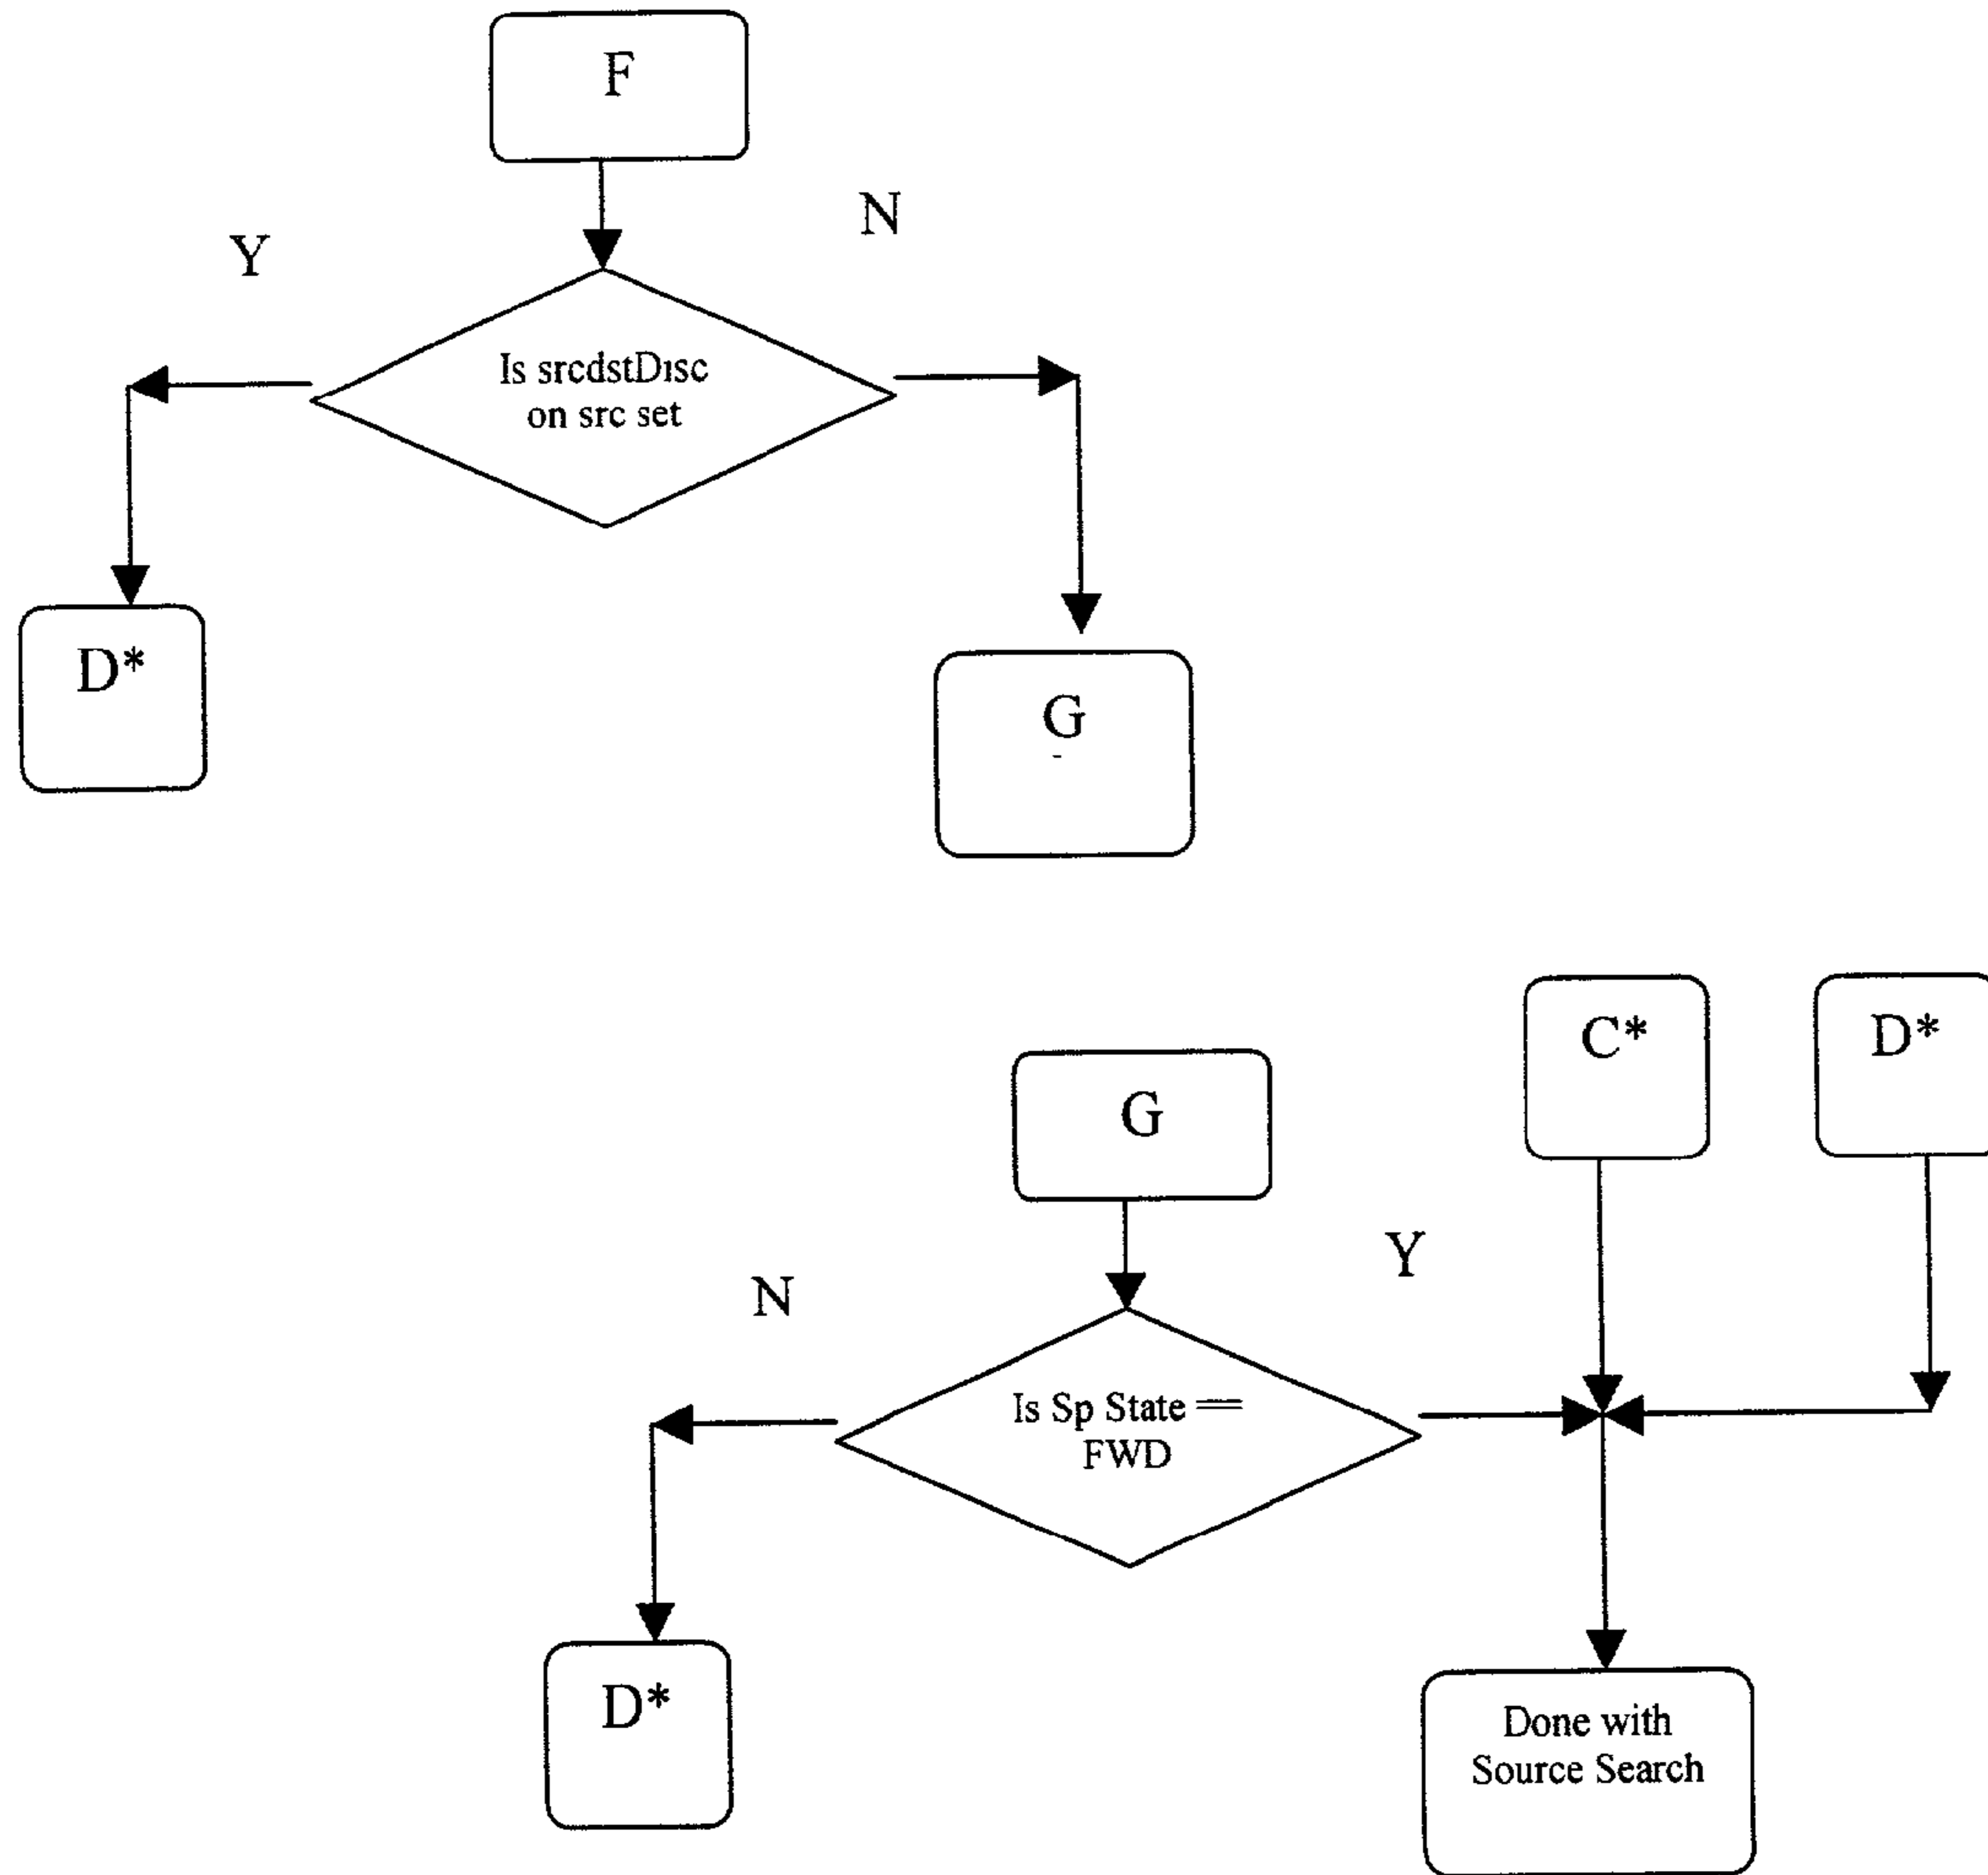 F
Y
N
Is srcdstDisc
on src set
D*
G
C*
D*
G
Y
N
Is Sp State ==
FWD
D*
Done with
Source Search